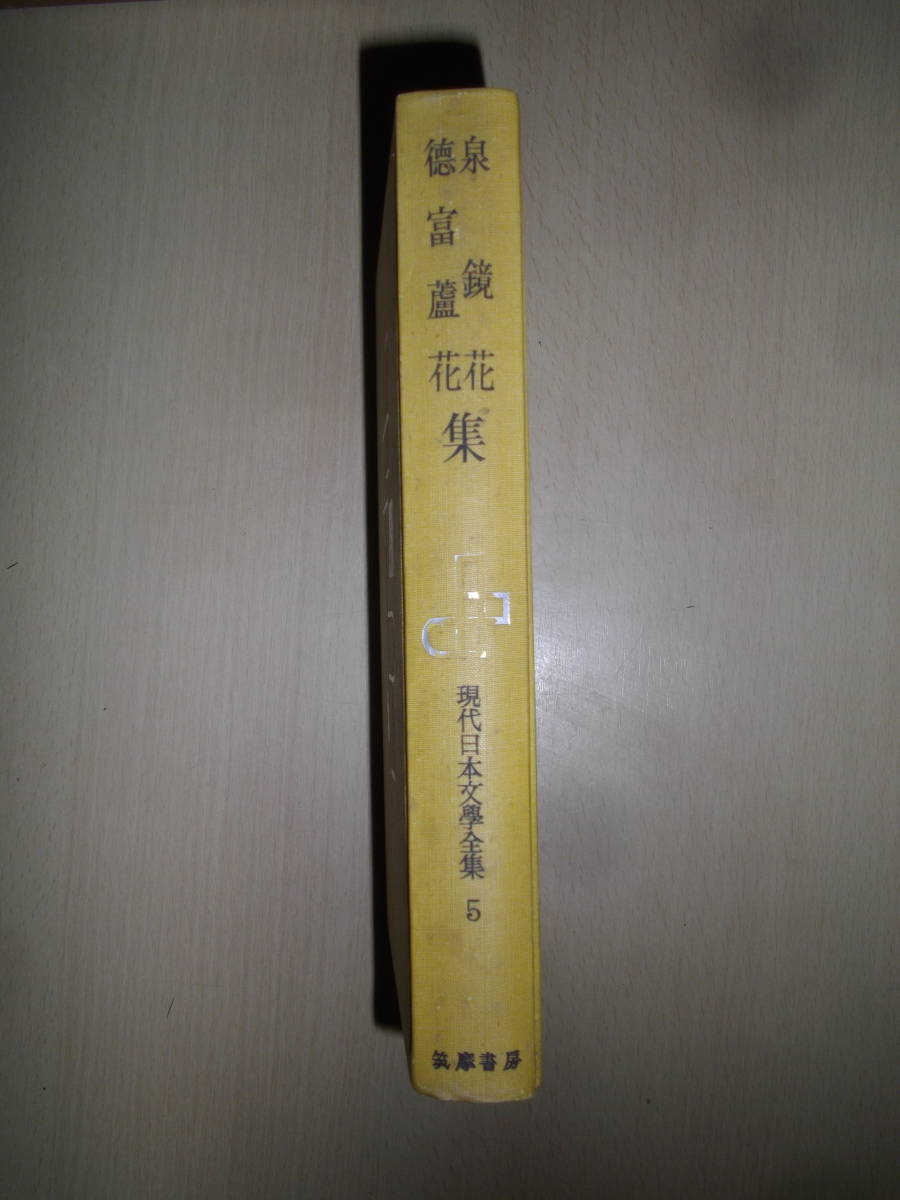 泉鏡花
德富蘆花
集
現代日本文學全集 5
筑摩書房